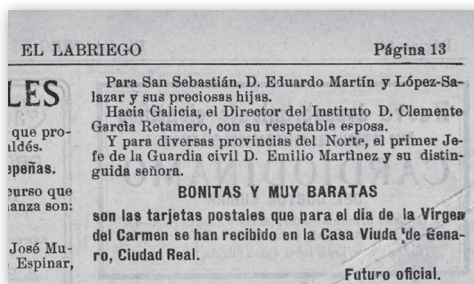 EL LABRIEGO
Página 13
LES
que pro-
aldés.
epeñas.
curso que
anza son:
José Mu-
Espinar,
Para San Sebastián, D. Eduardo Martín y López-Sa-
lazar y sus preciosas hijas.
Hacia Galicia, el Director del Instituto D. Clemente
García Retamero, con su respetable esposa.
Y para diversas provincias del Norte, el primer Je-
fe de la Guardia civil D. Emilio Martínez y su distin-
guida señora.
BONITAS Y MUY BARATAS
son las tarjetas postales que para el día de la Virgen
del Carmen se han recibido en la Casa Viuda de Gena-
ro, Ciudad Real.
Futuro oficial.